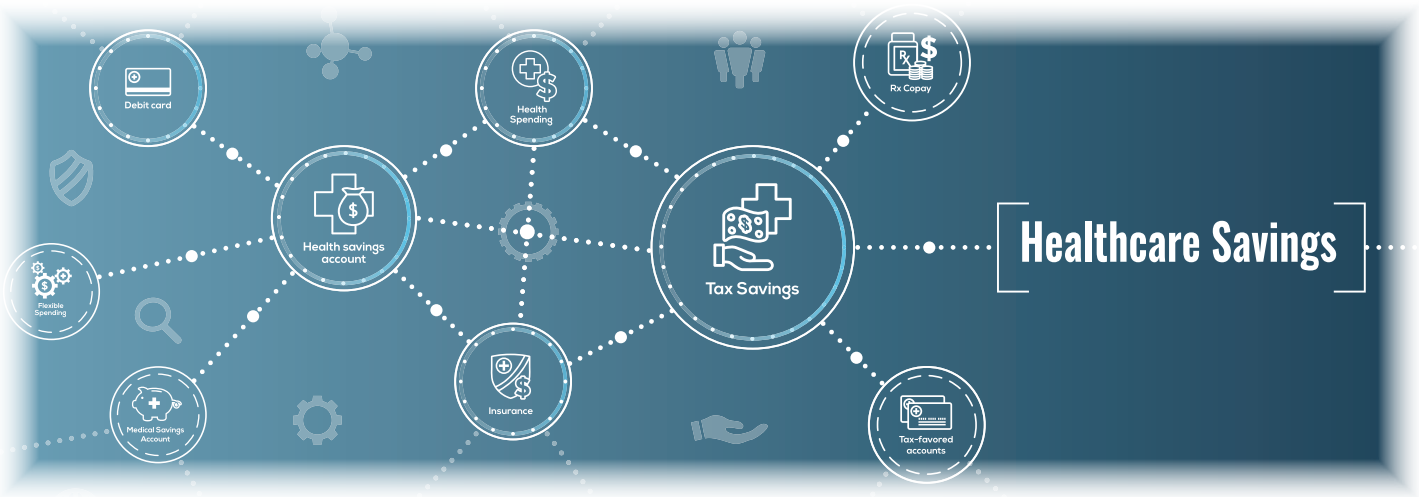 Debit card
Health
Spending
Rx Copay
Health savings
account
Healthcare Savings
Tax Savings
Flexible
Spending
Insurance
Medical Savings
Account
Tax-favored
accounts